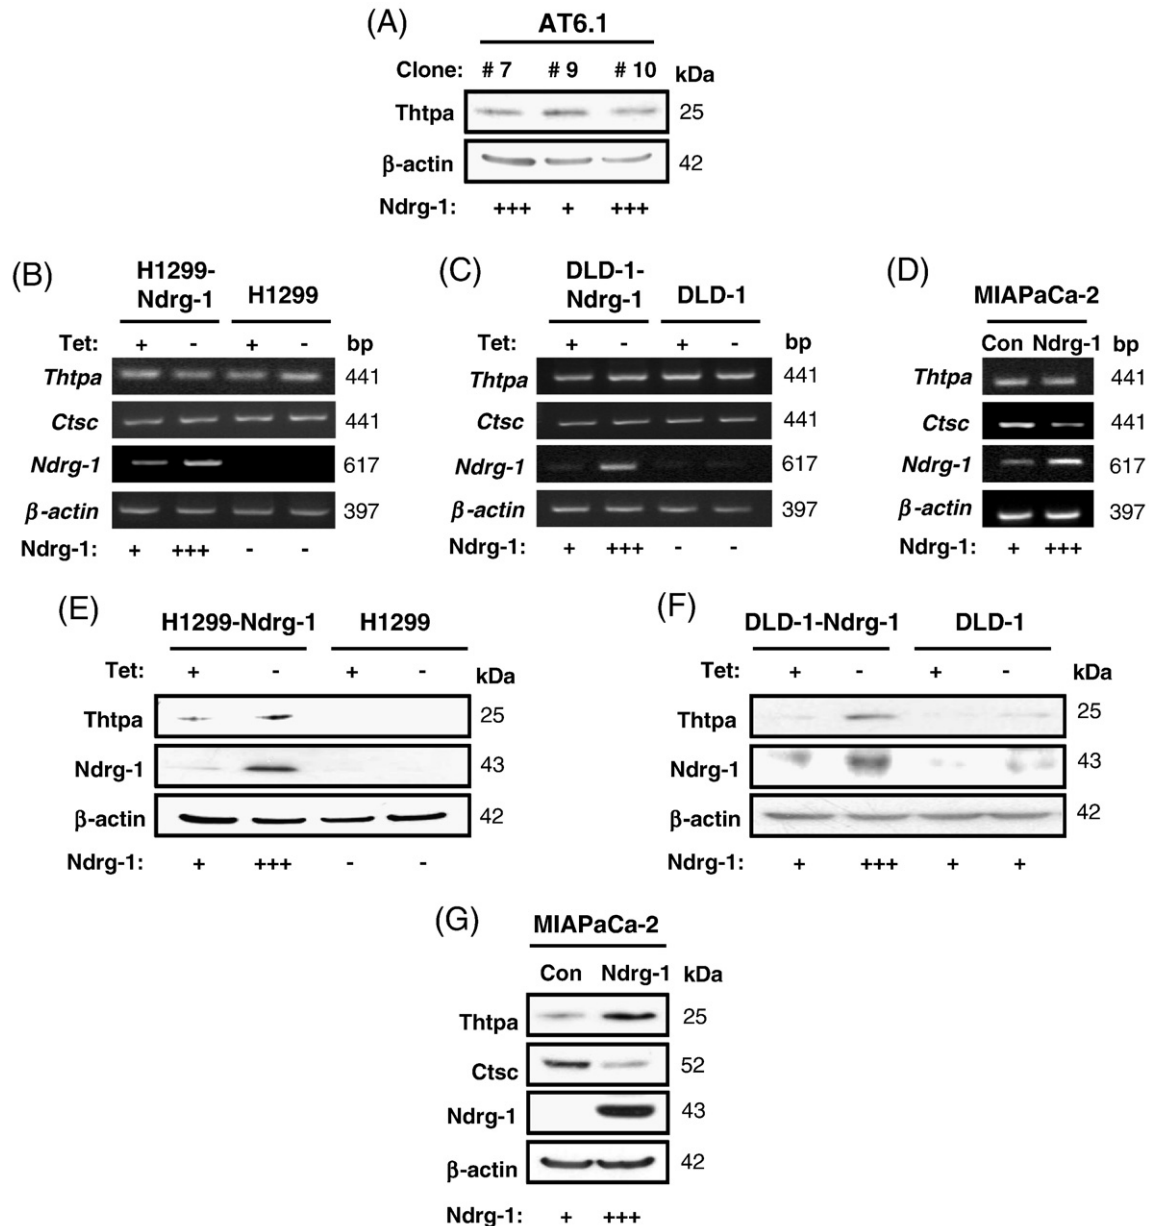 (A)
AT6.1
Clone: # 7 # 9 # 10 kDa
Thtpa 25
β-actin 42
Ndrg-1: +++ + +++
(B)
H1299-
Ndrg-1 H1299
Tet: + - + - bp
Thtpa 441
Ctsc 441
Ndrg-1 617
β-actin 397
Ndrg-1: + +++ - -
(C)
DLD-1-
Ndrg-1 DLD-1
Tet: + - + - bp
Thtpa 441
Ctsc 441
Ndrg-1 617
β-actin 397
Ndrg-1: + +++ - -
(D)
MIAPaCa-2
Con Ndrg-1 bp
Thtpa 441
Ctsc 441
Ndrg-1 617
β-actin 397
Ndrg-1: + +++
(E)
H1299-Ndrg-1 H1299
Tet: + - + - kDa
Thtpa 25
Ndrg-1 43
β-actin 42
Ndrg-1: + +++ - -
(F)
DLD-1-Ndrg-1 DLD-1
Tet: + - + - kDa
Thtpa 25
Ndrg-1 43
β-actin 42
Ndrg-1: + +++ + +
(G)
MIAPaCa-2
Con Ndrg-1 kDa
Thtpa 25
Ctsc 52
Ndrg-1 43
β-actin 42
Ndrg-1: + +++